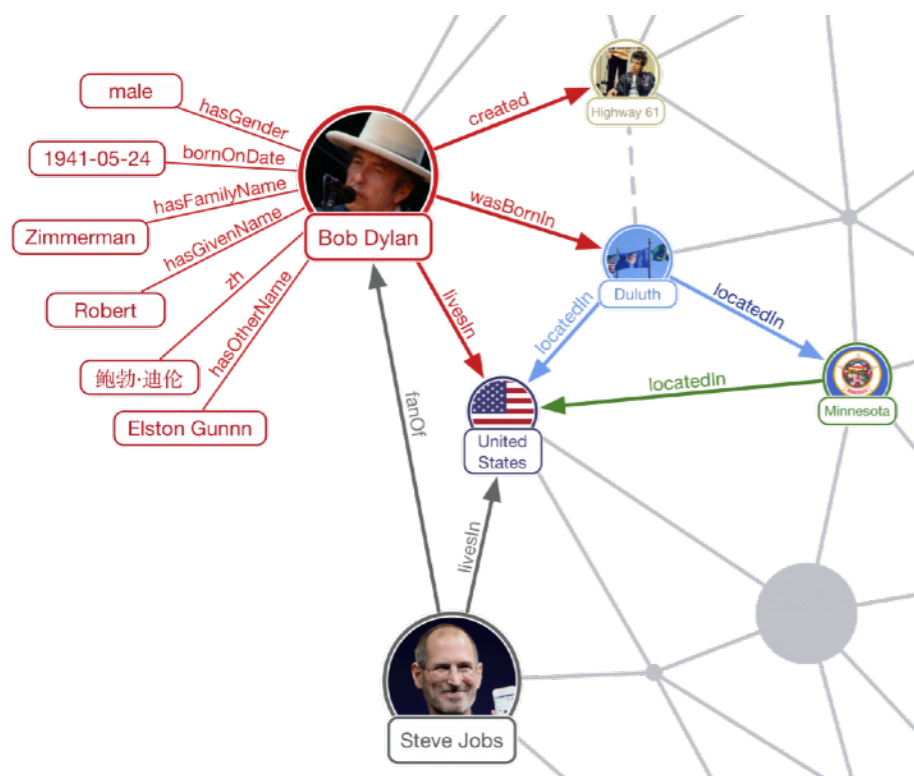 male
hasGender
created
Highway 61
1941-05-24
bornOnDate
hasFamilyName
wasBornIn
Zimmerman
hasGivenName
Bob Dylan
zh
Robert
hasOtherName
livesIn
Duluth
locatedIn
locatedIn
鲍勃·迪伦
Elston Gunnn
fanOf
locatedIn
Minnesota
United
States
livesIn
Steve Jobs